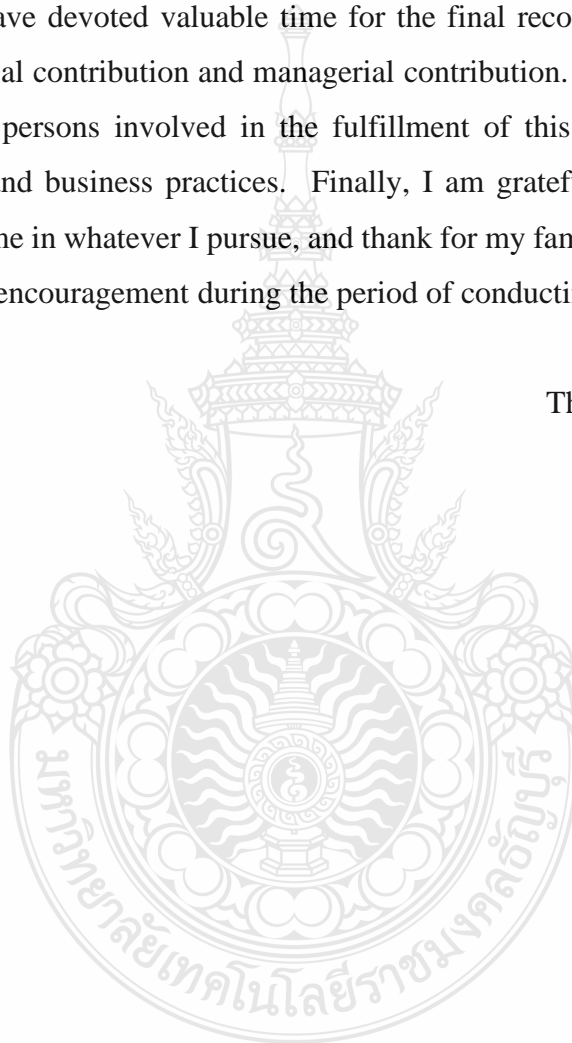 ave devoted valuable time for the final reco
al contribution and managerial contribution.
persons involved in the fulfillment of this
and business practices. Finally, I am gratef
ne in whatever I pursue, and thank for my fam
encouragement during the period of conductin
Th
มหาวิทยาลัยเทคโนโลยีราชมงคลธัญบุรี